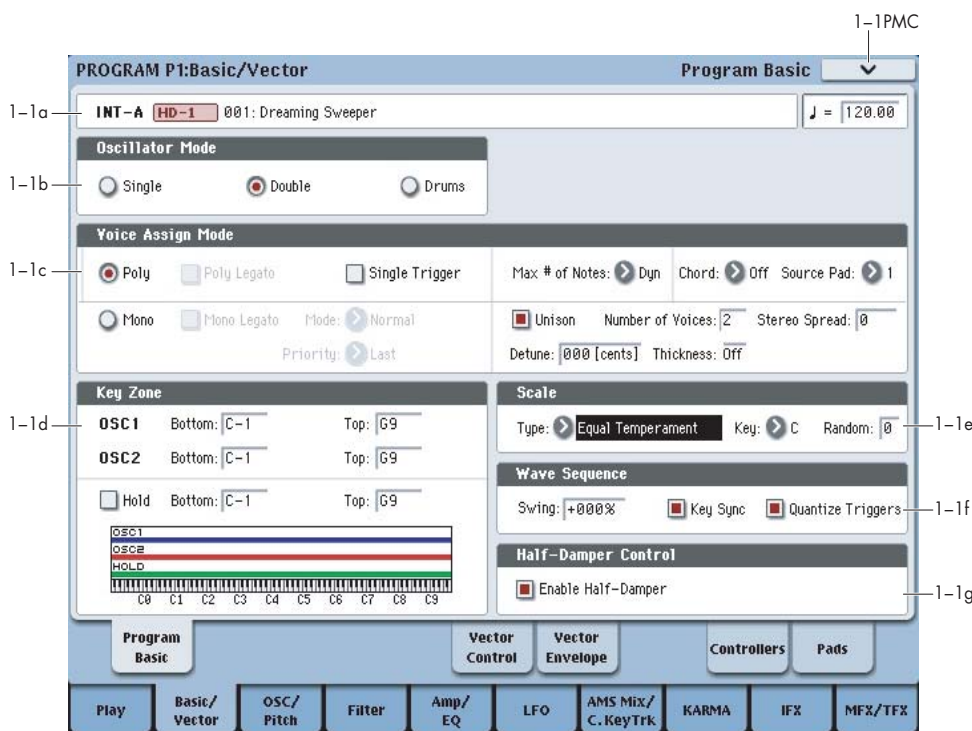 1–1PMC
PROGRAM P1:Basic/Vector Program Basic
1–1a INT-A HD-1 001: Dreaming Sweeper ♩ = 120.00
Oscillator Mode
1–1b Single Double Drums
Voice Assign Mode
1–1c Poly Poly Legato Single Trigger Max # of Notes: Dyn Chord: Off Source Pad: 1
Mono Mono Legato Mode: Normal Unison Number of Voices: 2 Stereo Spread: 0
Priority: Last Detune: 000 [cents] Thickness: Off
Key Zone Scale
1–1d OSC1 Bottom: C-1 Top: G9 Type: Equal Temperament Key: C Random: 0 1–1e
OSC2 Bottom: C-1 Top: G9
Wave Sequence
Hold Bottom: C-1 Top: G9 Swing: +000% Key Sync Quantize Triggers 1–1f
OSC1
OSC2
HOLD
Half-Damper Control
Enable Half-Damper 1–1g
C0 C1 C2 C3 C4 C5 C6 C7 C8 C9
Program Basic Vector Control Vector Envelope Controllers Pads
Play Basic/Vector OSC/Pitch Filter Amp/EQ LFO AMS Mix/C.KeyTrk KARMA IFX MFX/TFX